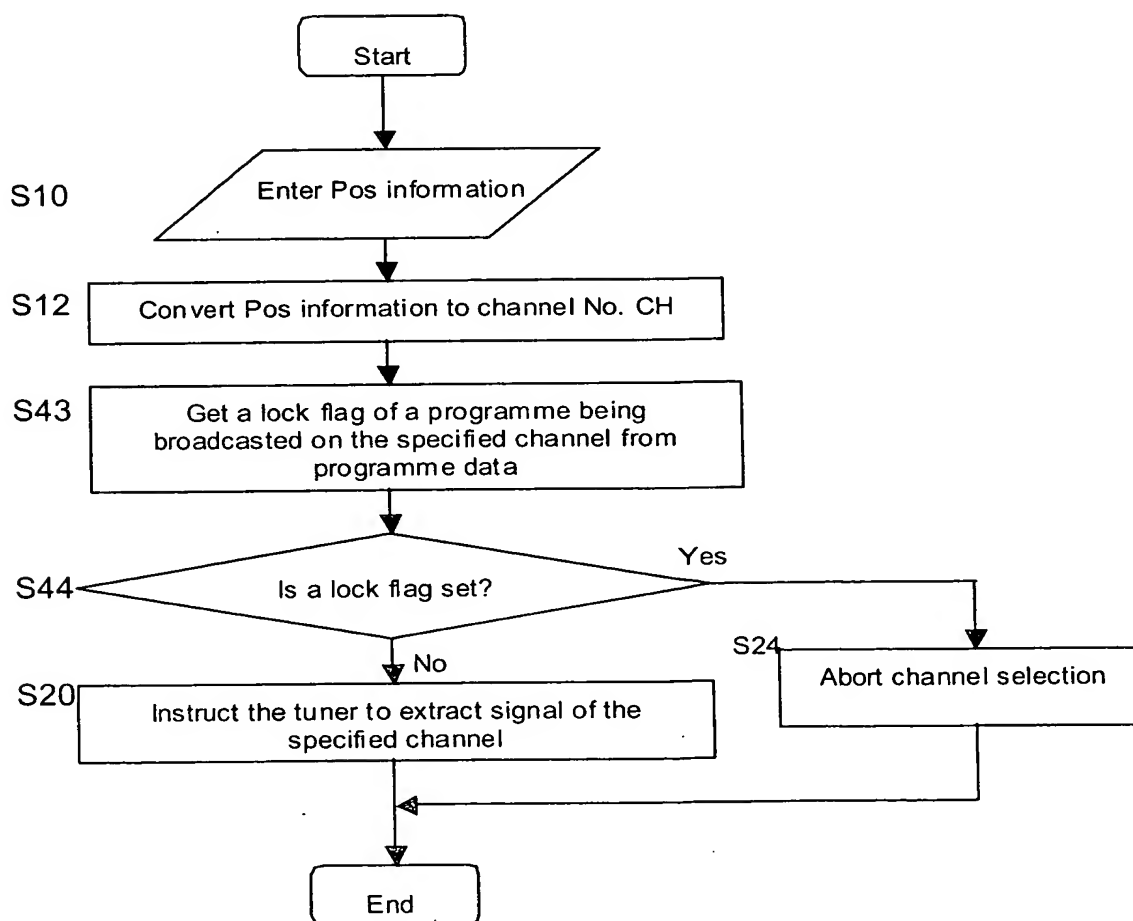 Start
S10
Enter Pos information
S12
Convert Pos information to channel No. CH
S43
Get a lock flag of a programme being
broadcasted on the specified channel from
programme data
S44
Is a lock flag set?
Yes
No
S24
Abort channel selection
S20
Instruct the tuner to extract signal of the
specified channel
End